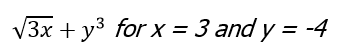 √3x + y³ for x = 3 and y = -4